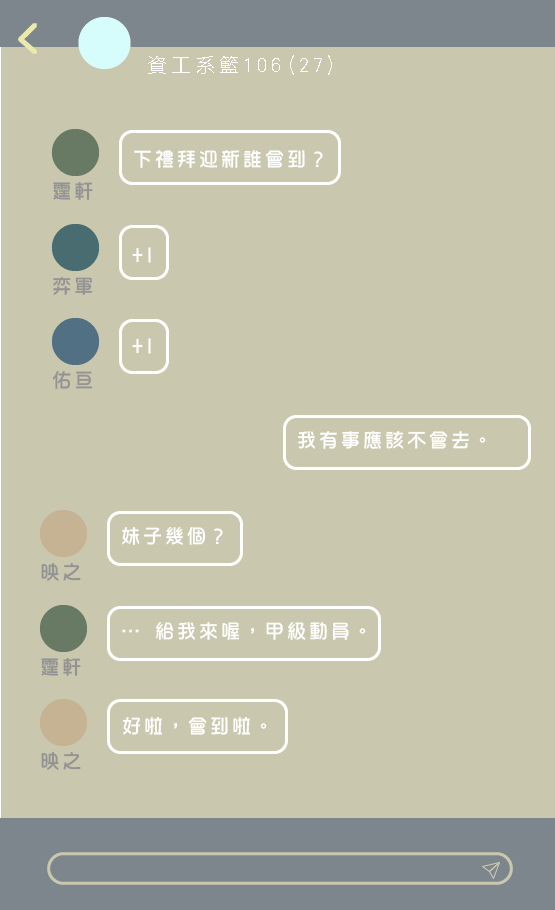 資工系籃106(27)
下禮拜迎新誰會到？
霆軒
+1
弈軍
+1
佑亘
我有事應該不會去。
妹子幾個？
映之
… 給我來喔，甲級動員。
霆軒
好啦，會到啦。
映之